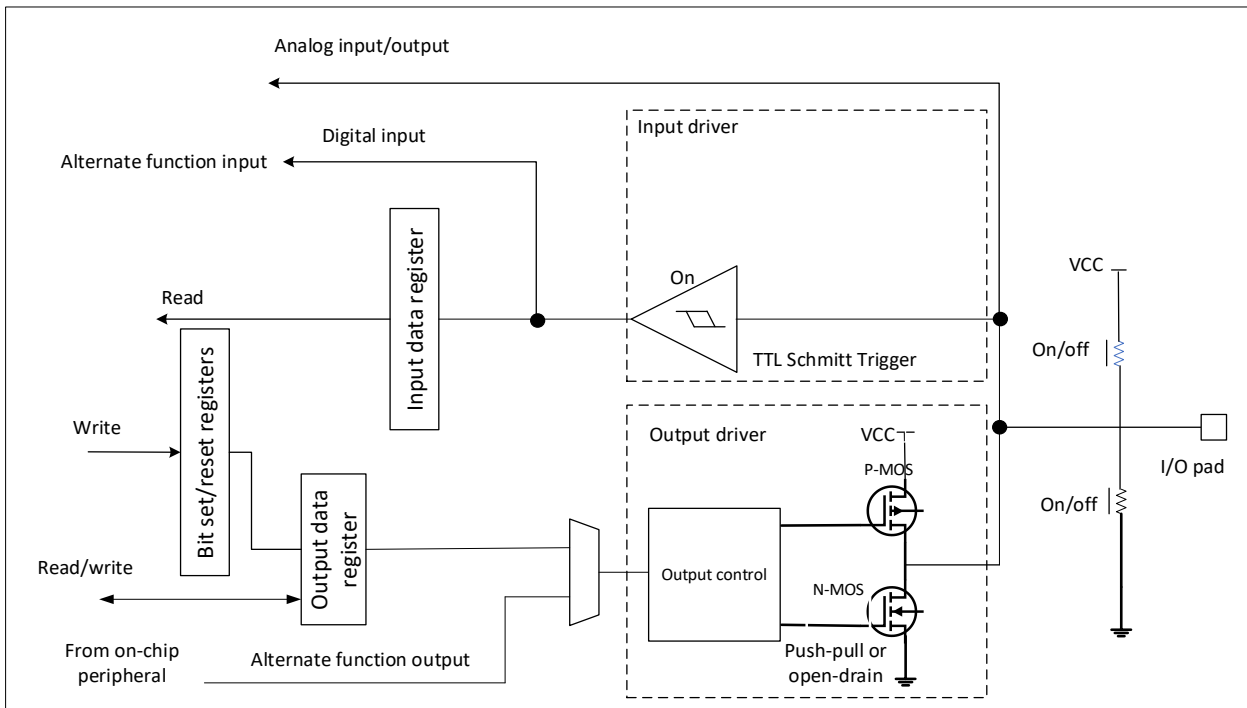 Analog input/output
Input driver
Digital input
Alternate function input
On
VCC
Read
Input data register
On/off
TTL Schmitt Trigger
Bit set/reset registers
Write
Output driver
VCC
I/O pad
P-MOS
Output data
register
On/off
Read/write
Output control
N-MOS
From on-chip
peripheral
Alternate function output
Push-pull or
open-drain